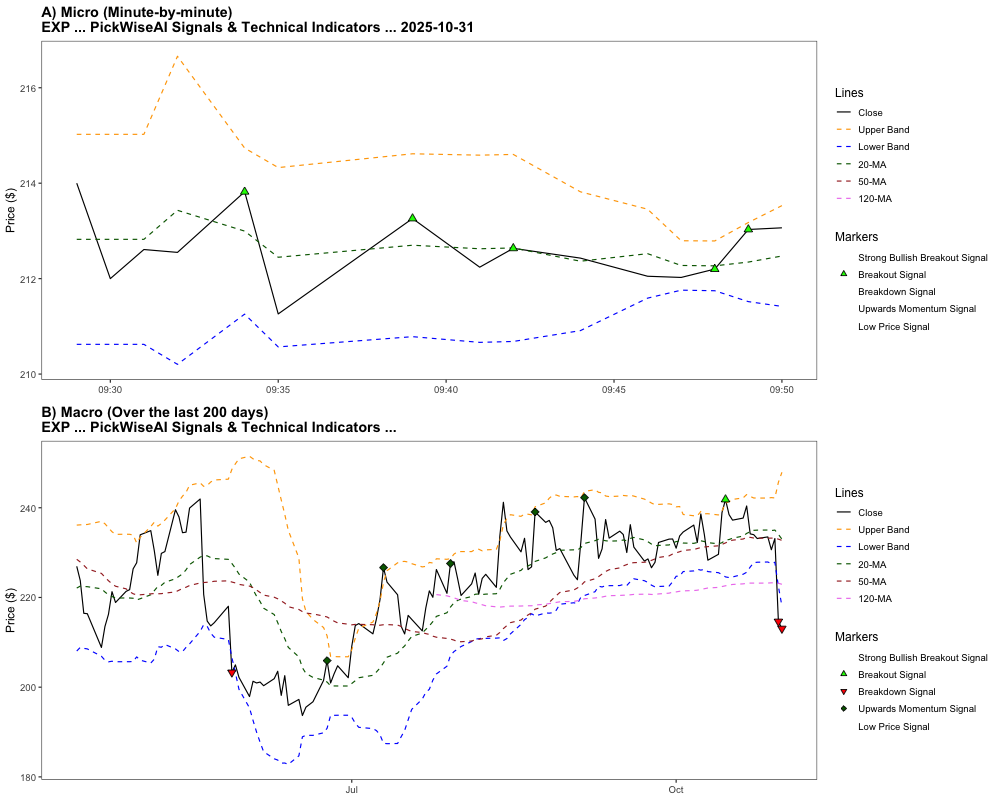 A) Micro (Minute-by-minute)
EXP ... PickWiseAI Signals & Technical Indicators ... 2025-10-31
Price ($)
216
214
212
210
09:30
09:35
09:40
09:45
09:50
Lines
Close
Upper Band
Lower Band
20-MA
50-MA
120-MA
Markers
Strong Bullish Breakout Signal
Breakout Signal
Breakdown Signal
Upwards Momentum Signal
Low Price Signal
B) Macro (Over the last 200 days)
EXP ... PickWiseAI Signals & Technical Indicators ...
Price ($)
240
220
200
180
Jul
Oct
Lines
Close
Upper Band
Lower Band
20-MA
50-MA
120-MA
Markers
Strong Bullish Breakout Signal
Breakout Signal
Breakdown Signal
Upwards Momentum Signal
Low Price Signal